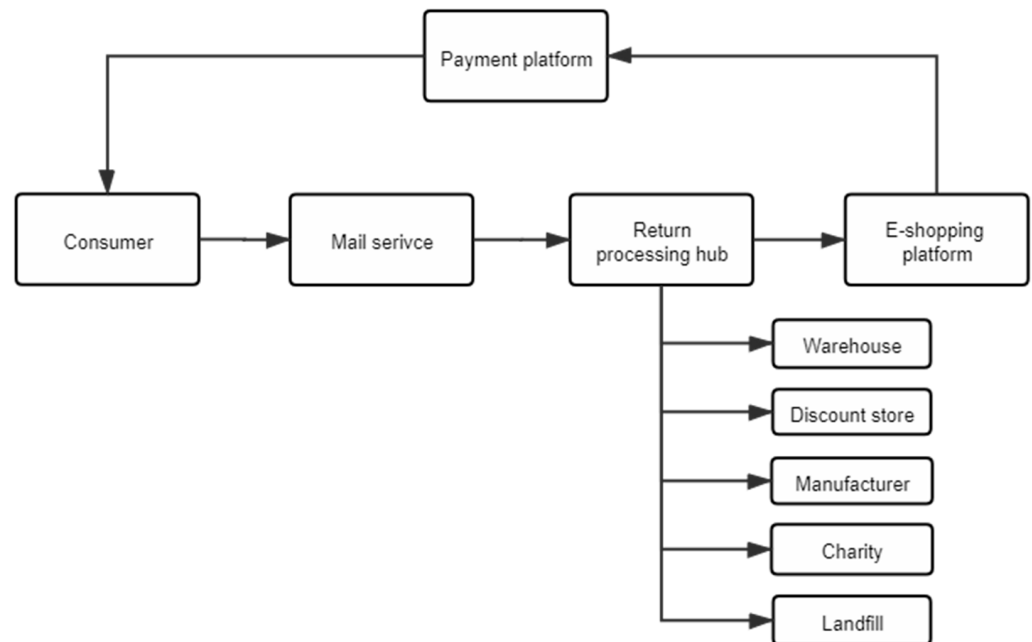 Payment platform
Consumer
Mail serivce
Return
processing hub
E-shopping
platform
Warehouse
Discount store
Manufacturer
Charity
Landfill